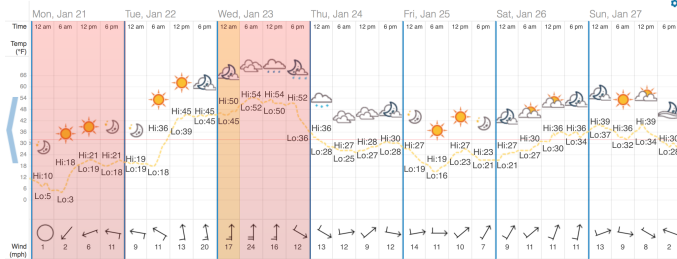 Mon, Jan 21 Tue, Jan 22 Wed, Jan 23 Thu, Jan 24 Fri, Jan 25 Sat, Jan 26 Sun, Jan 27
Time 12 am 6 am 12 pm 6 pm 12 am 6 am 12 pm 6 pm 12 am 6 am 12 pm 6 pm 12 am 6 am 12 pm 6 pm 12 am 6 am 12 pm 6 pm 12 am 6 am 12 pm 6 pm 12 am 6 am 12 pm 6 pm
Temp
(°F)
66
60
54
48
42
36
30
24
18
12
6
0
Hi:10 Hi:18 Hi:21 Hi:21 Hi:19 Hi:36 Hi:45 Hi:45 Hi:50 Hi:54 Hi:54 Hi:52 Hi:36 Hi:27 Hi:28 Hi:30 Hi:27 Hi:19 Hi:27 Hi:23 Hi:27 Hi:30 Hi:36 Hi:36 Hi:39 Hi:37 Hi:39 Hi:30
Lo:5 Lo:3 Lo:19 Lo:18 Lo:19 Lo:18 Lo:39 Lo:45 Lo:45 Lo:52 Lo:50 Lo:36 Lo:28 Lo:25 Lo:27 Lo:28 Lo:19 Lo:16 Lo:23 Lo:21 Lo:21 Lo:27 Lo:30 Lo:34 Lo:36 Lo:32 Lo:34 Lo:28
Wind
(mph)
1 2 6 11 9 11 13 20 17 24 16 12 13 12 9 12 11 11 10 7 9 11 11 11 13 9 8 2